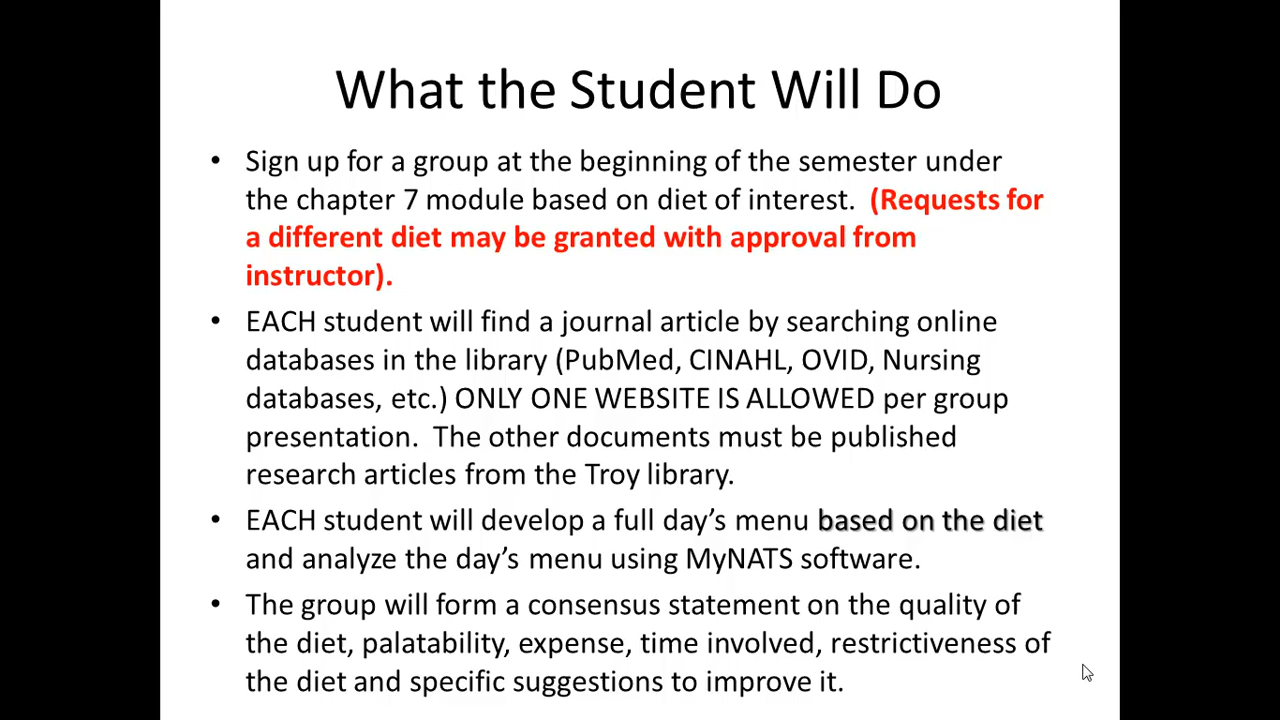 What the Student Will Do
• Sign up for a group at the beginning of the semester under
the chapter 7 module based on diet of interest.  (Requests for
a different diet may be granted with approval from
instructor).
• EACH student will find a journal article by searching online
databases in the library (PubMed, CINAHL, OVID, Nursing
databases, etc.) ONLY ONE WEBSITE IS ALLOWED per group
presentation.  The other documents must be published
research articles from the Troy library.
• EACH student will develop a full day’s menu based on the diet
and analyze the day’s menu using MyNATS software.
• The group will form a consensus statement on the quality of
the diet, palatability, expense, time involved, restrictiveness of
the diet and specific suggestions to improve it.